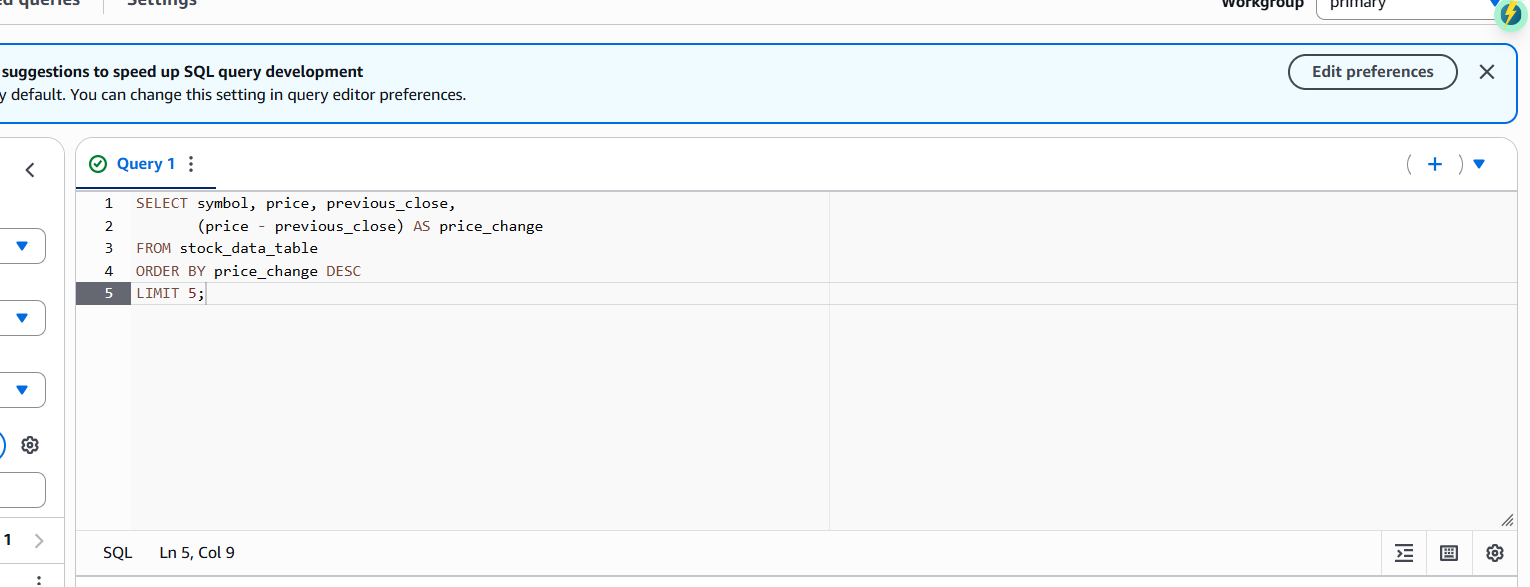 ed queries Settings Workgroup primary
suggestions to speed up SQL query development
y default. You can change this setting in query editor preferences.
Edit preferences
Query 1
1 SELECT symbol, price, previous_close,
2 (price - previous_close) AS price_change
3 FROM stock_data_table
4 ORDER BY price_change DESC
5 LIMIT 5;
1
SQL Ln 5, Col 9